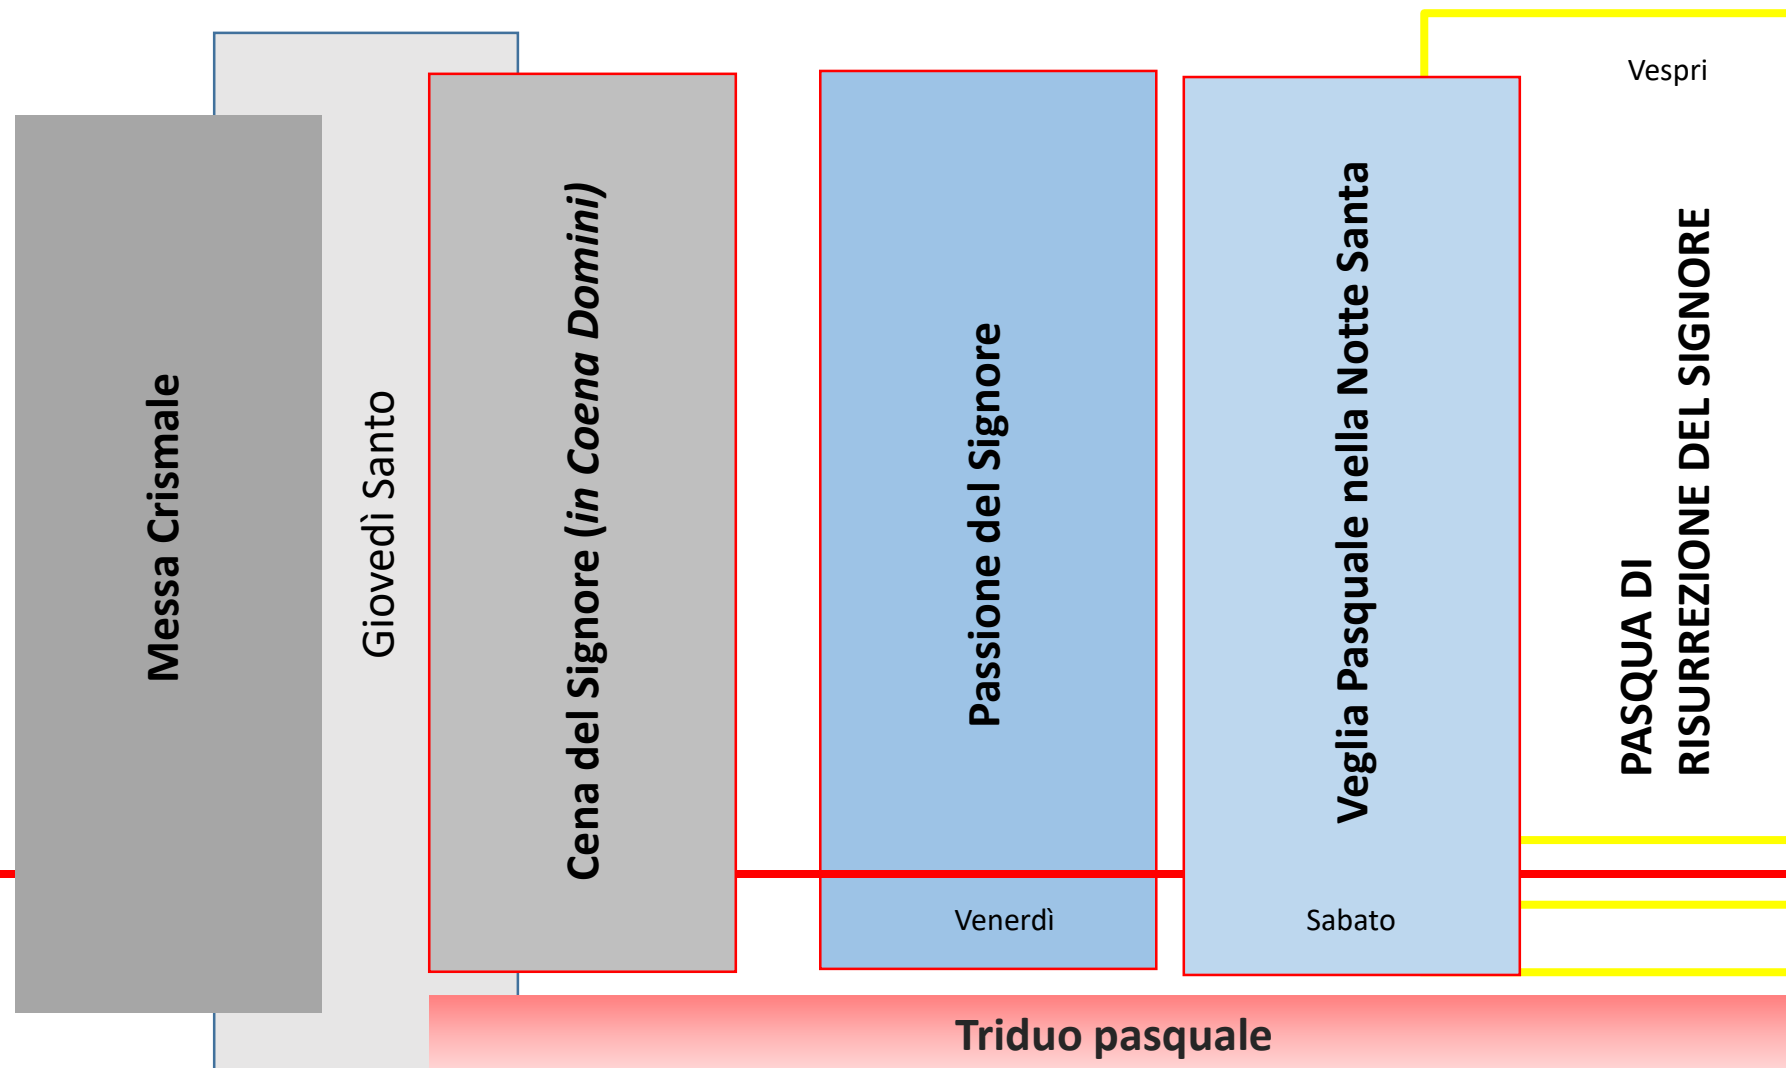 Messa Crismale
Giovedì Santo
Cena del Signore (in Coena Domini)
Passione del Signore
Venerdì
Veglia Pasquale nella Notte Santa
Sabato
Vespri
PASQUA DI
RISURREZIONE DEL SIGNORE
Triduo pasquale